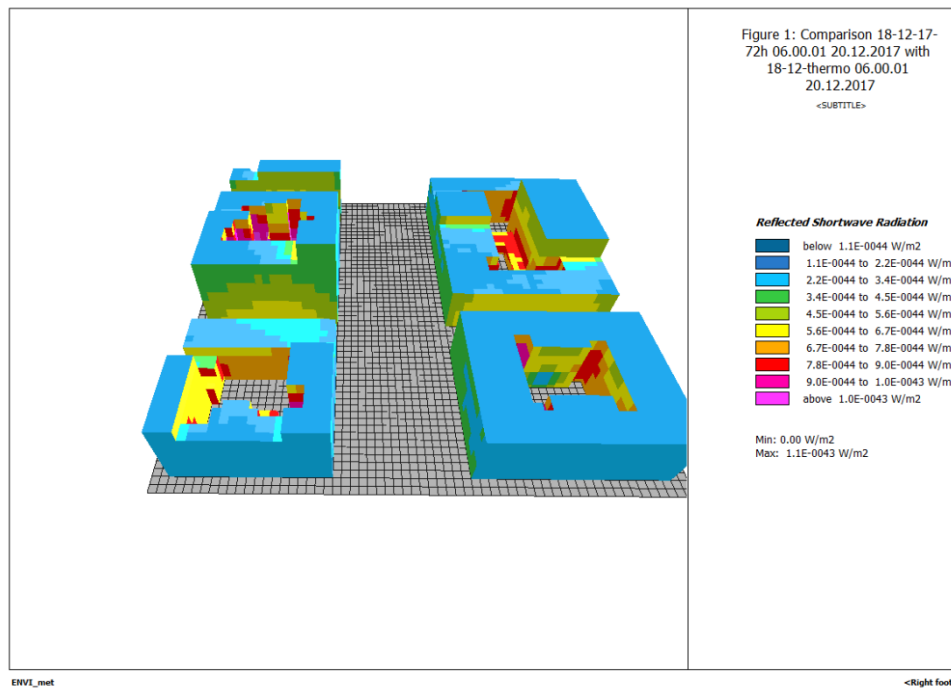 Figure 1: Comparison 18-12-17-
72h 06.00.01 20.12.2017 with
18-12-thermo 06.00.01
20.12.2017
<SUBTITLE>
Reflected Shortwave Radiation
below 1.1E-0044 W/m2
1.1E-0044 to 2.2E-0044 W/m
2.2E-0044 to 3.4E-0044 W/m
3.4E-0044 to 4.5E-0044 W/m
4.5E-0044 to 5.6E-0044 W/m
5.6E-0044 to 6.7E-0044 W/m
6.7E-0044 to 7.8E-0044 W/m
7.8E-0044 to 9.0E-0044 W/m
9.0E-0044 to 1.0E-0043 W/m
above 1.0E-0043 W/m2
Min: 0.00 W/m2
Max: 1.1E-0043 W/m2
ENVI_met
<Right foot